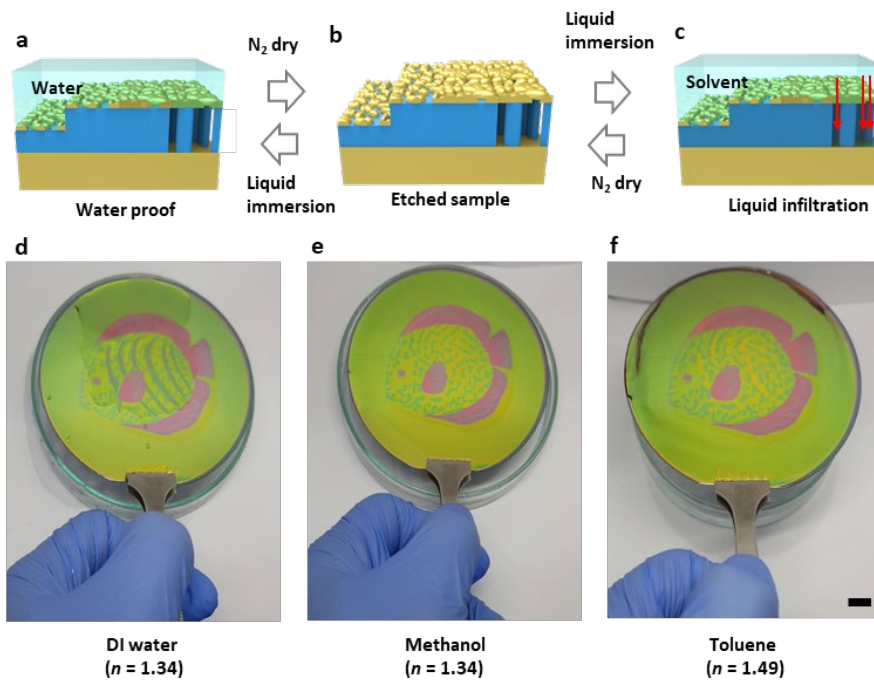 a
N₂ dry
b
Liquid
immersion
c
Water
Solvent
Liquid
immersion
N₂ dry
Water proof
Etched sample
Liquid infiltration
d
e
f
DI water
(n = 1.34)
Methanol
(n = 1.34)
Toluene
(n = 1.49)